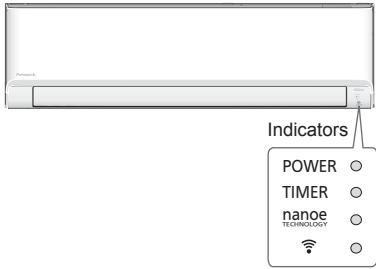 Panasonic
Indicators
POWER
TIMER
nanoe
TECHNOLOGY